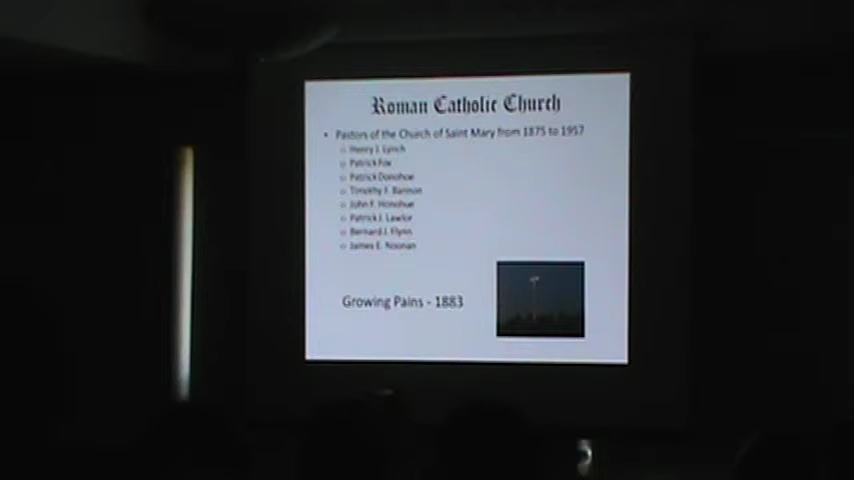 Roman Catholic Church
• Pastors of the Church of Saint Mary from 1875 to 1957
o Henry J. Lynch
o Patrick Fox
o Patrick Donohoe
o Timothy F. Bannon
o John F. Honohue
o Patrick J. Lawlor
o Bernard J. Flynn
o James E. Noonan
Growing Pains - 1883